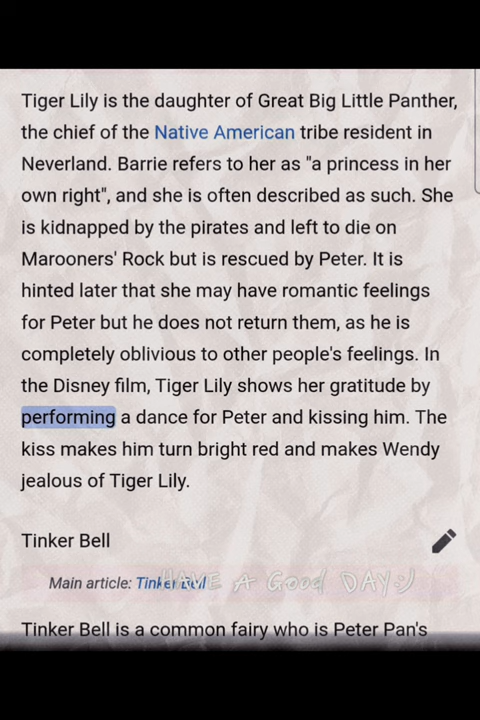 Tiger Lily is the daughter of Great Big Little Panther,
the chief of the Native American tribe resident in
Neverland. Barrie refers to her as "a princess in her
own right", and she is often described as such. She
is kidnapped by the pirates and left to die on
Marooners' Rock but is rescued by Peter. It is
hinted later that she may have romantic feelings
for Peter but he does not return them, as he is
completely oblivious to other people's feelings. In
the Disney film, Tiger Lily shows her gratitude by
performing a dance for Peter and kissing him. The
kiss makes him turn bright red and makes Wendy
jealous of Tiger Lily.
Tinker Bell
Main article: Tinker Bell
HAVE A GOOD DAY:)
Tinker Bell is a common fairy who is Peter Pan's